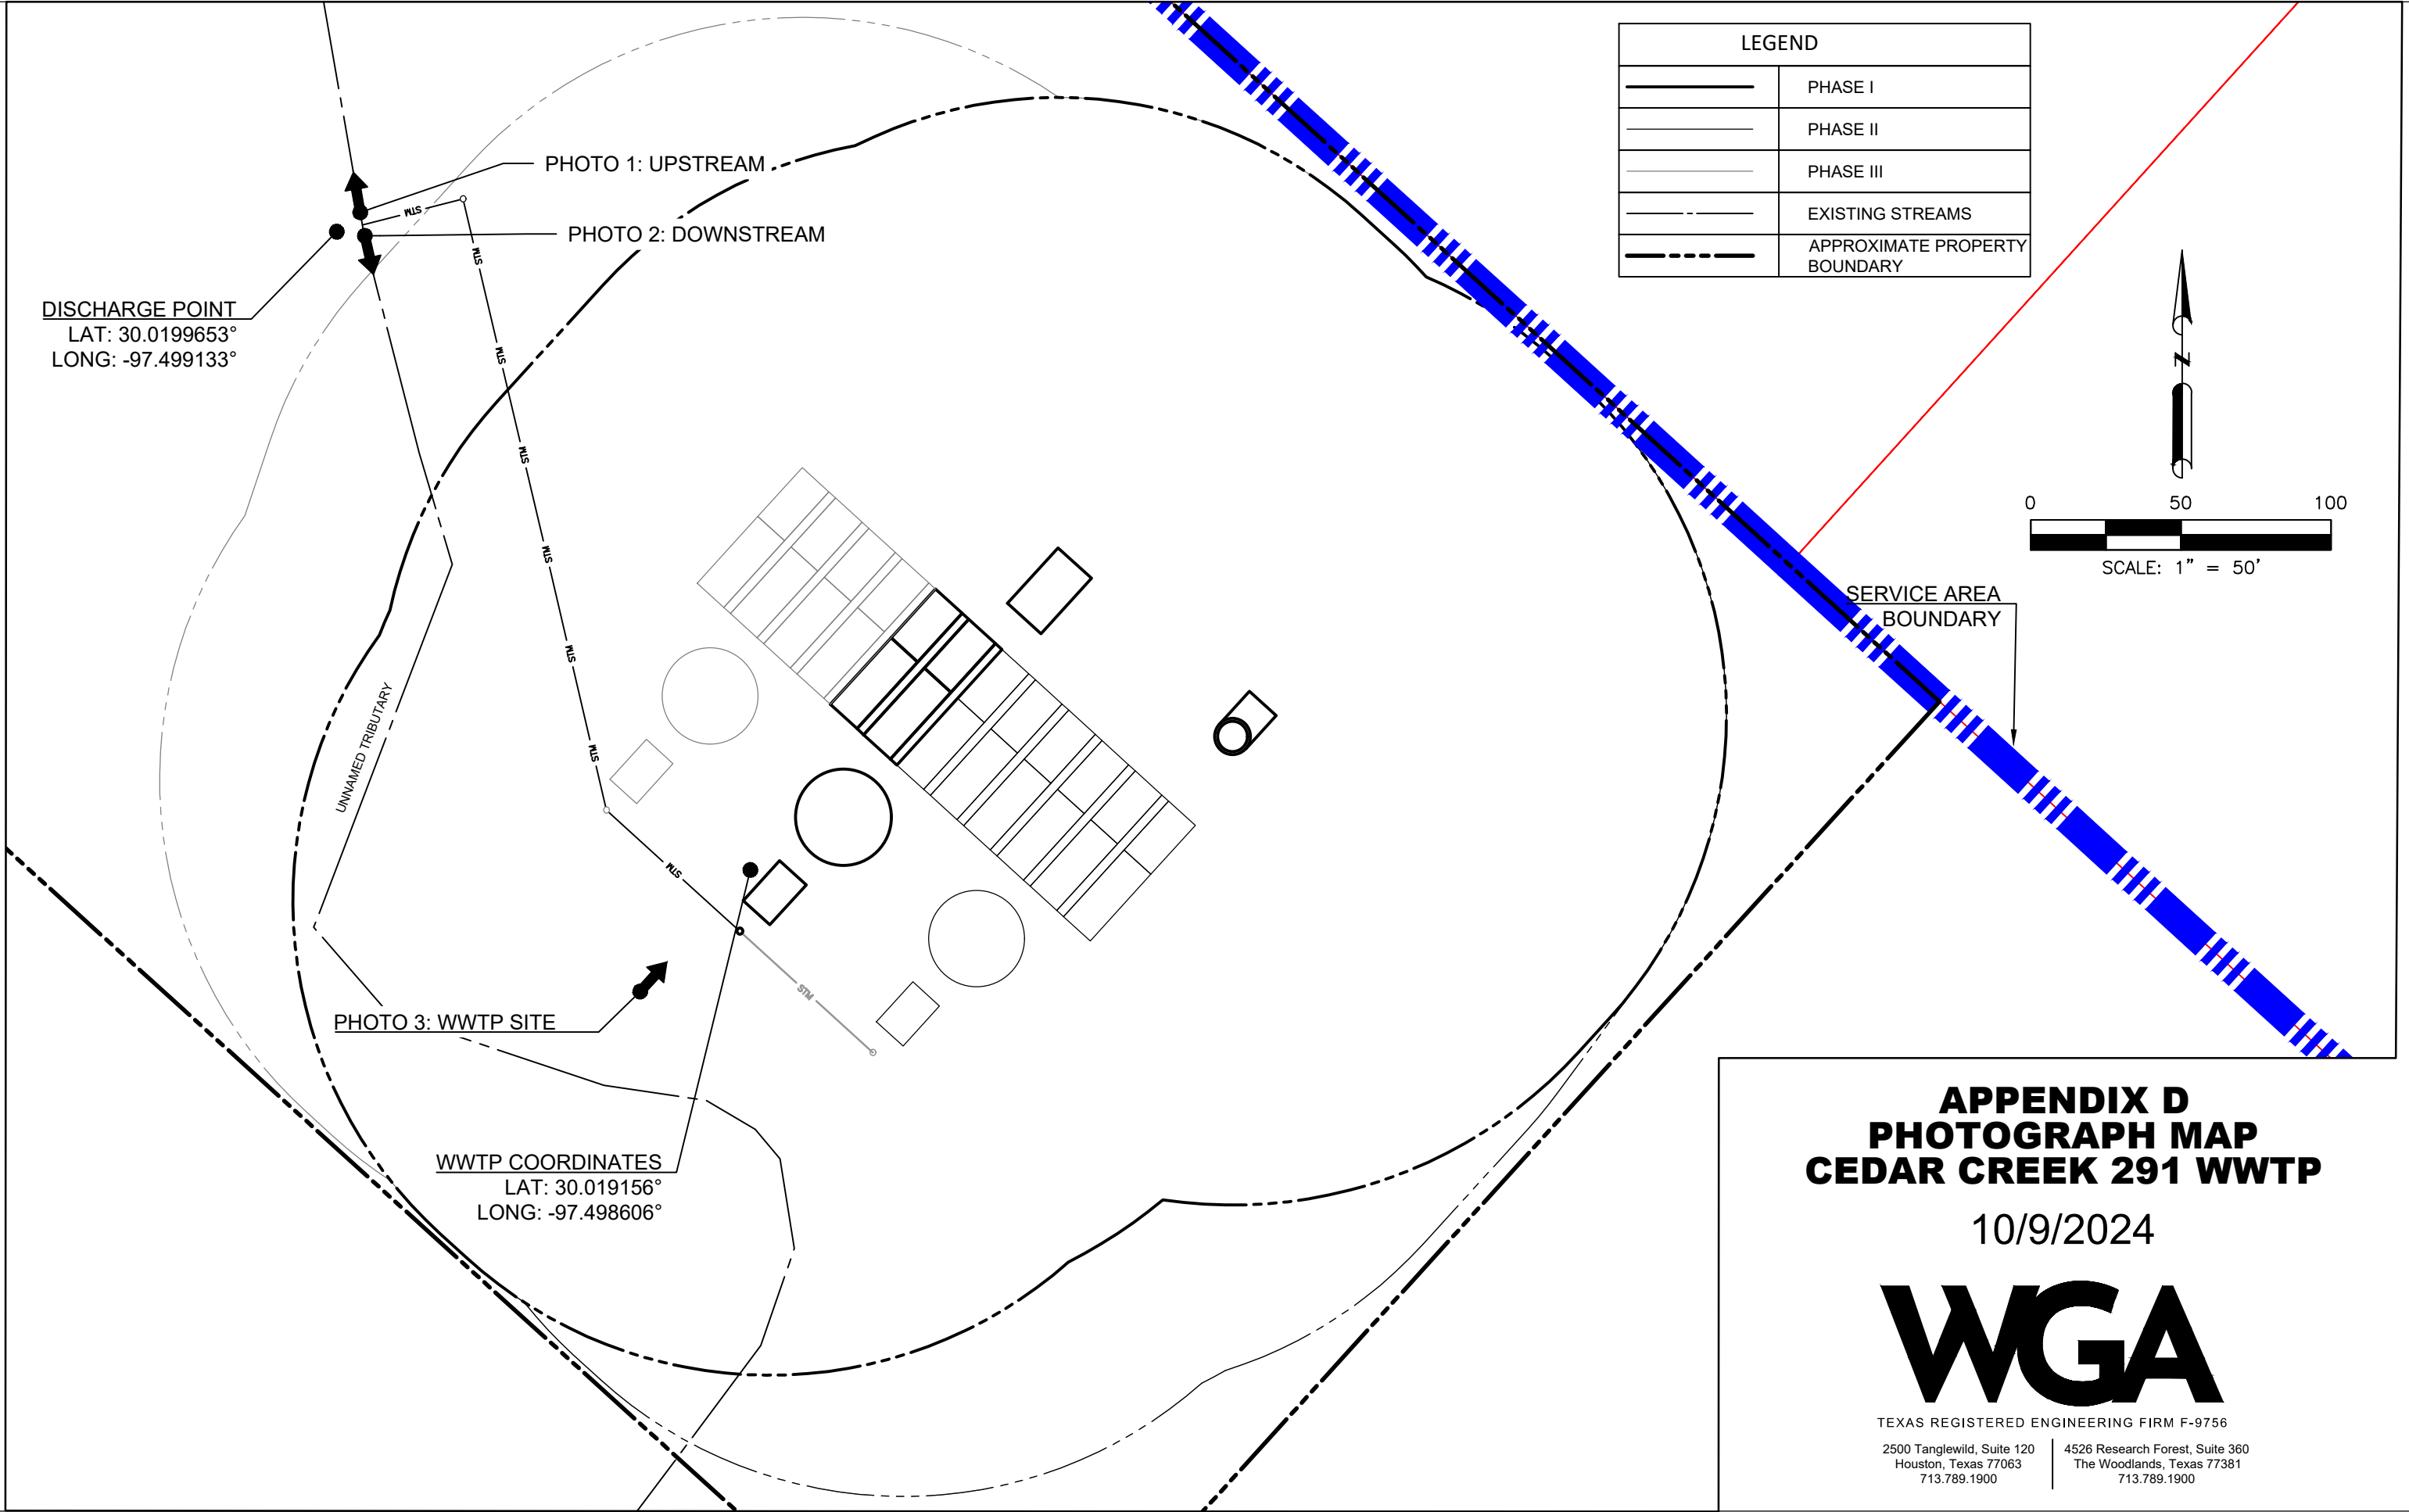 LEGEND
PHASE I
PHASE II
PHASE III
EXISTING STREAMS
APPROXIMATE PROPERTY
BOUNDARY
PHOTO 1: UPSTREAM
STM
PHOTO 2: DOWNSTREAM
STM
DISCHARGE POINT
LAT: 30.0199653°
LONG: -97.499133°
STM
N
STM
0 50 100
SCALE: 1" = 50'
STM
SERVICE AREA
BOUNDARY
STM
UNNAMED TRIBUTARY
STM
STM
STM
PHOTO 3: WWTP SITE
WWTP COORDINATES
LAT: 30.019156°
LONG: -97.498606°
APPENDIX D
PHOTOGRAPH MAP
CEDAR CREEK 291 WWTP
10/9/2024
WGA
TEXAS REGISTERED ENGINEERING FIRM F-9756
2500 Tanglewild, Suite 120
Houston, Texas 77063
713.789.1900
4526 Research Forest, Suite 360
The Woodlands, Texas 77381
713.789.1900